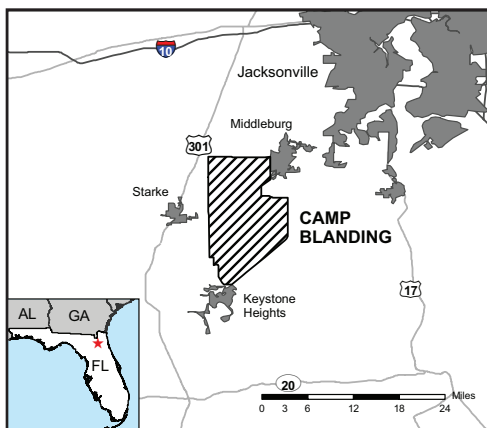 10
Jacksonville
Middleburg
301
Starke
CAMP
BLANDING
17
Keystone
Heights
AL
GA
FL
20
Miles
0 3 6 12 18 24